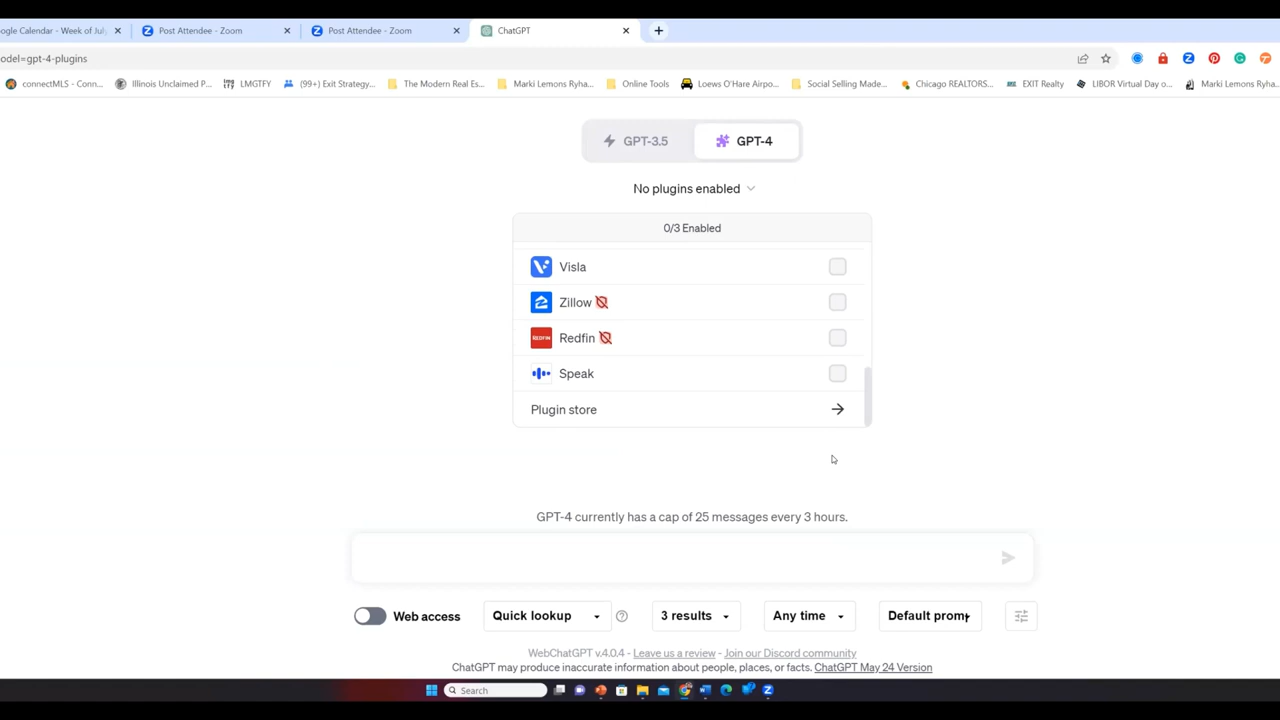 ogle Calendar - Week of July
Post Attendee - Zoom
Post Attendee - Zoom
ChatGPT
odel=gpt-4-plugins
connectMLS - Conn...
Illinois Unclaimed P...
LMGTFY
(99+) Exit Strategy...
The Modern Real Es...
Marki Lemons Ryha...
Online Tools
Loews O'Hare Airpo...
Social Selling Made...
Chicago REALTORS...
EXIT Realty
LIBOR Virtual Day o...
Marki Lemons Ryha...
GPT-3.5
GPT-4
No plugins enabled
0/3 Enabled
Visla
Zillow
REDFIN Redfin
Speak
Plugin store
GPT-4 currently has a cap of 25 messages every 3 hours.
Web access
Quick lookup
3 results
Any time
Default promp
WebChatGPT v.4.0.4 - Leave us a review - Join our Discord community
ChatGPT may produce inaccurate information about people, places, or facts. ChatGPT May 24 Version
Search